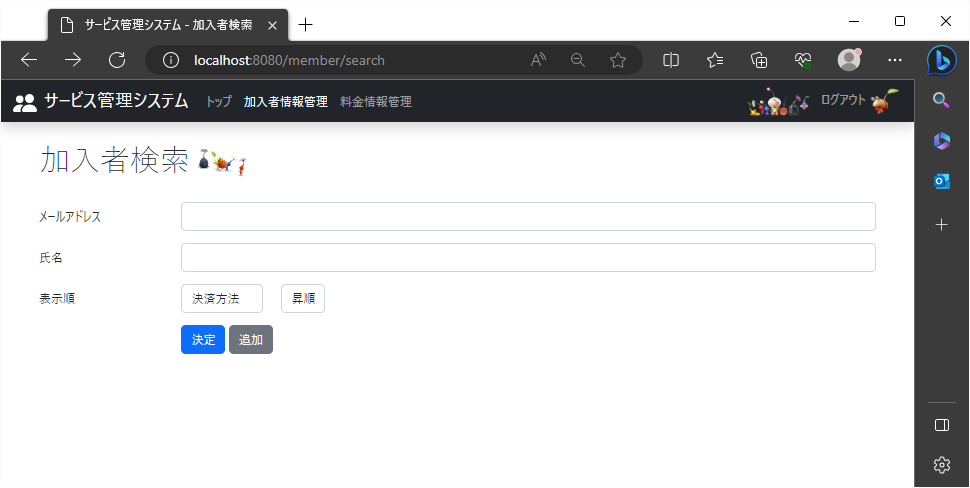 サービス管理システム - 加入者検索
localhost:8080/member/search
サービス管理システム トップ 加入者情報管理 料金情報管理 ログアウト
加入者検索
メールアドレス
氏名
表示順 決済方法 昇順
決定 追加